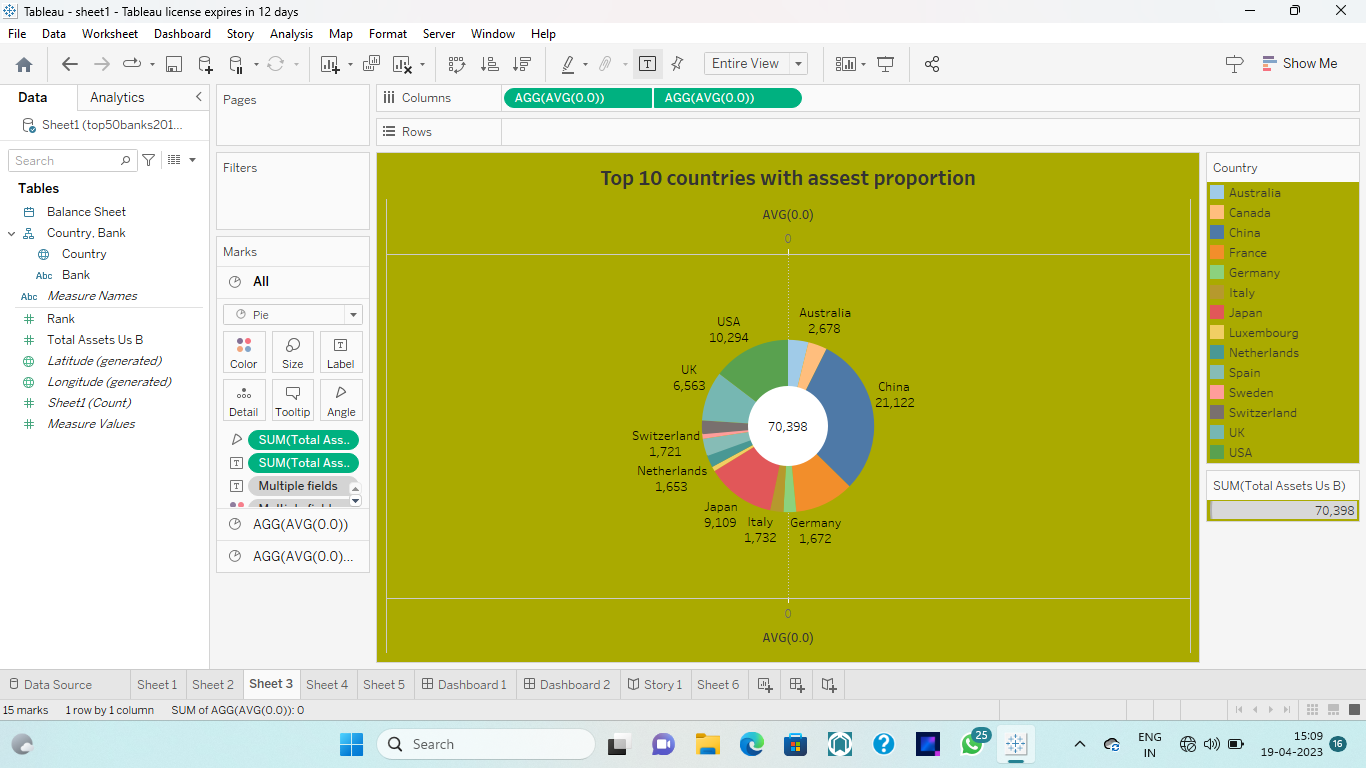 Tableau - sheet1 - Tableau license expires in 12 days
File Data Worksheet Dashboard Story Analysis Map Format Server Window Help
Entire View
Show Me
Data Analytics
Sheet1 (top50banks201...
Search
Tables
Balance Sheet
Country, Bank
Country
Abc Bank
Abc Measure Names
Rank
Total Assets Us B
Latitude (generated)
Longitude (generated)
Sheet1 (Count)
Measure Values
Pages
Filters
Marks
All
Pie
Color Size Label
Detail Tooltip Angle
SUM(Total Ass..
SUM(Total Ass..
Multiple fields
AGG(AVG(0.0))
AGG(AVG(0.0)...
Columns AGG(AVG(0.0)) AGG(AVG(0.0))
Rows
Top 10 countries with assest proportion
AVG(0.0)
0
Australia
2,678
China
21,122
Germany
1,672
Italy
1,732
Japan
9,109
Netherlands
1,653
Switzerland
1,721
UK
6,563
USA
10,294
70,398
0
AVG(0.0)
Country
Australia
Canada
China
France
Germany
Italy
Japan
Luxembourg
Netherlands
Spain
Sweden
Switzerland
UK
USA
SUM(Total Assets Us B)
70,398
Data Source Sheet 1 Sheet 2 Sheet 3 Sheet 4 Sheet 5 Dashboard 1 Dashboard 2 Story 1 Sheet 6
15 marks 1 row by 1 column SUM of AGG(AVG(0.0)): 0
Search
25
ENG
IN
15:09
19-04-2023
16